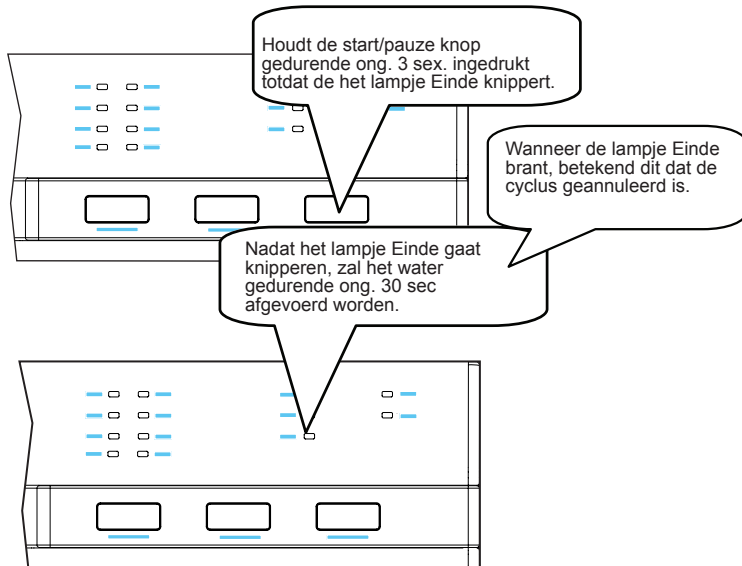 Houdt de start/pauze knop
gedurende ong. 3 sex. ingedrukt
totdat de het lampje Einde knippert.
Wanneer de lampje Einde
brant, betekend dit dat de
cyclus geannuleerd is.
Nadat het lampje Einde gaat
knipperen, zal het water
gedurende ong. 30 sec
afgevoerd worden.